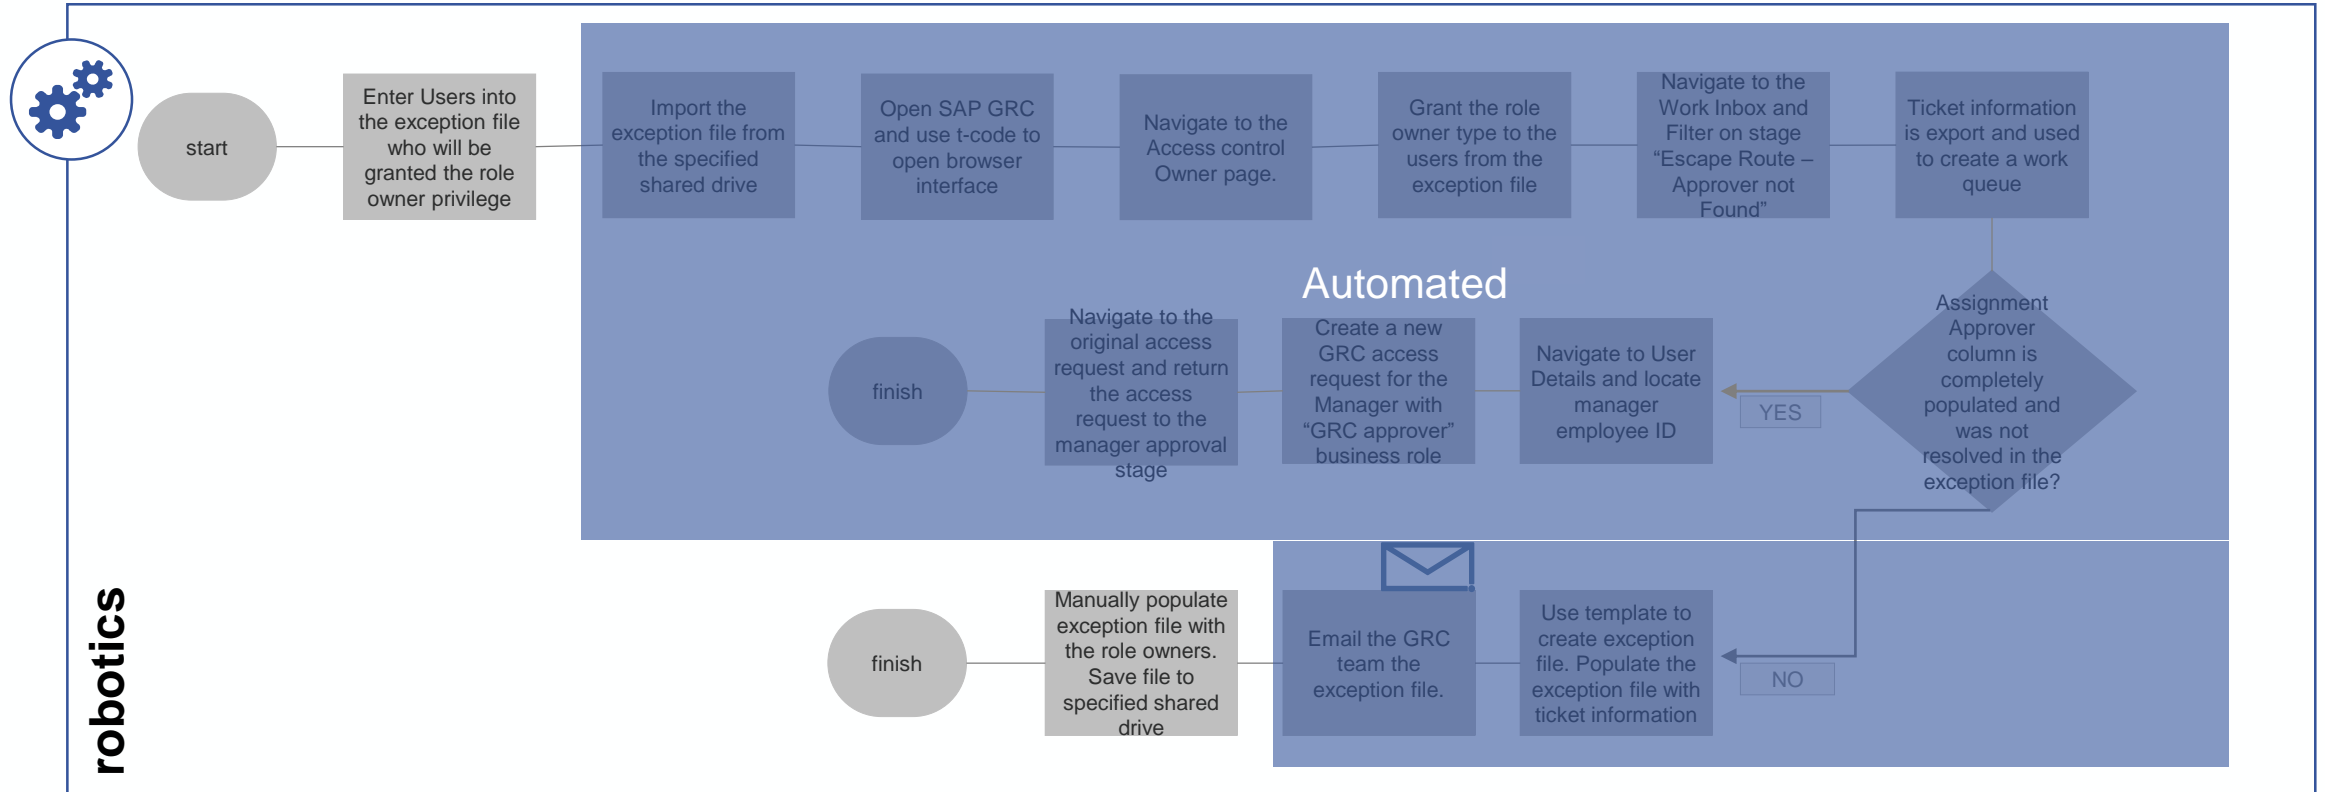 start
Enter Users into
the exception file
who will be
granted the role
owner privilege
Import the
exception file from
the specified
shared drive
Open SAP GRC
and use t-code to
open browser
interface
Navigate to the
Access control
Owner page.
Grant the role
owner type to the
users from the
exception file
Navigate to the
Work Inbox and
Filter on stage
“Escape Route –
Approver not
Found”
Ticket information
is export and used
to create a work
queue
Automated
Assignment
Approver
column is
completely
populated and
was not
resolved in the
exception file?
YES
Navigate to User
Details and locate
manager
employee ID
Create a new
GRC access
request for the
Manager with
“GRC approver”
business role
Navigate to the
original access
request and return
the access
request to the
manager approval
stage
finish
NO
Use template to
create exception
file. Populate the
exception file with
ticket information
Email the GRC
team the
exception file.
Manually populate
exception file with
the role owners.
Save file to
specified shared
drive
finish
robotics